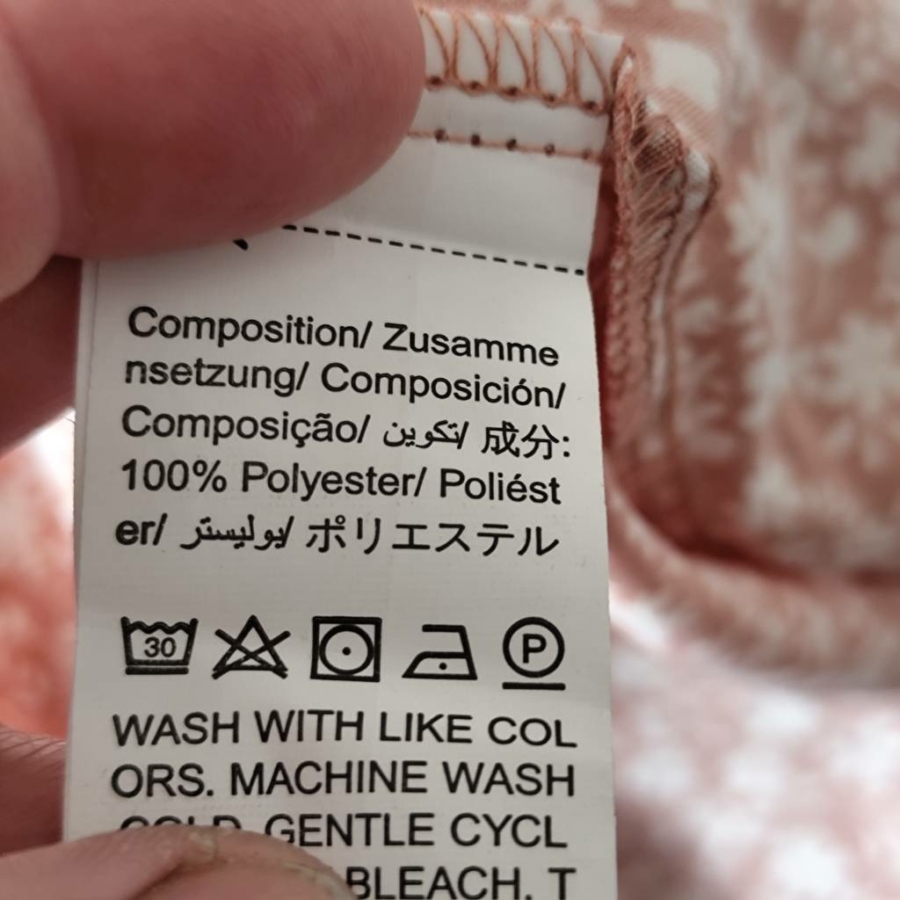 Composition/ Zusamme
nsetzung/ Composición/
Composição/ تكوين/ 成分:
100% Polyester/ Poliést
er/ بوليستر/ ポリエステル
30 P
WASH WITH LIKE COL
ORS. MACHINE WASH
COLD, GENTLE CYCL
BLEACH. T